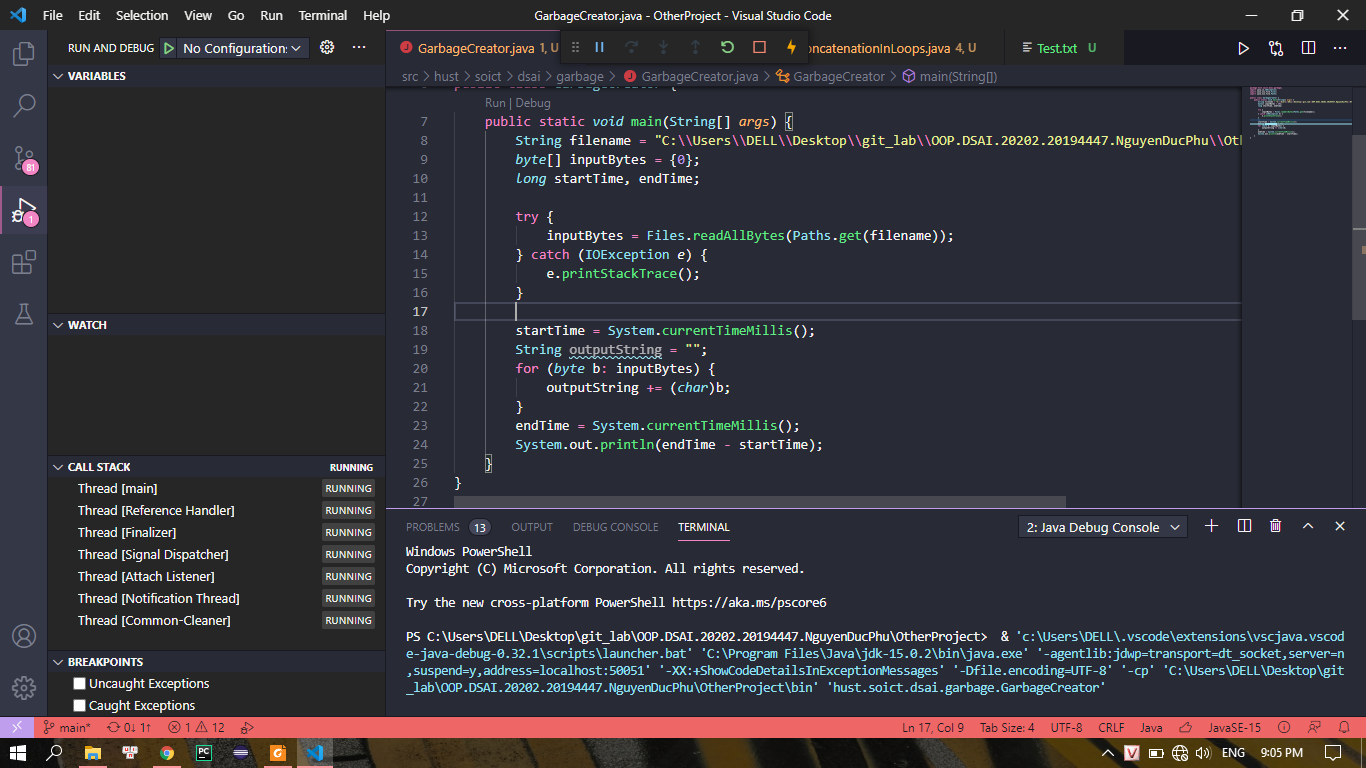 File Edit Selection View Go Run Terminal Help
GarbageCreator.java - OtherProject - Visual Studio Code
RUN AND DEBUG No Configuration:
GarbageCreator.java 1, U
oncatenationInLoops.java 4, U
Test.txt U
src > hust > soict > dsai > garbage > GarbageCreator.java > GarbageCreator > main(String[])
VARIABLES
WATCH
CALL STACK RUNNING
Thread [main] RUNNING
Thread [Reference Handler] RUNNING
Thread [Finalizer] RUNNING
Thread [Signal Dispatcher] RUNNING
Thread [Attach Listener] RUNNING
Thread [Notification Thread] RUNNING
Thread [Common-Cleaner] RUNNING
BREAKPOINTS
Uncaught Exceptions
Caught Exceptions
81
1
Run | Debug
7 public static void main(String[] args) {
8 String filename = "C:\\Users\\DELL\\Desktop\\git_lab\\OOP.DSAI.20202.20194447.NguyenDucPhu\\Oth
9 byte[] inputBytes = {0};
10 long startTime, endTime;
11
12 try {
13 inputBytes = Files.readAllBytes(Paths.get(filename));
14 } catch (IOException e) {
15 e.printStackTrace();
16 }
17
18 startTime = System.currentTimeMillis();
19 String outputString = "";
20 for (byte b: inputBytes) {
21 outputString += (char)b;
22 }
23 endTime = System.currentTimeMillis();
24 System.out.println(endTime - startTime);
25 }
26 }
27
PROBLEMS 13 OUTPUT DEBUG CONSOLE TERMINAL 2: Java Debug Console
Windows PowerShell
Copyright (C) Microsoft Corporation. All rights reserved.
Try the new cross-platform PowerShell https://aka.ms/pscore6
PS C:\Users\DELL\Desktop\git_lab\OOP.DSAI.20202.20194447.NguyenDucPhu\OtherProject> & 'c:\Users\DELL\.vscode\extensions\vscjava.vscod
e-java-debug-0.32.1\scripts\launcher.bat' 'C:\Program Files\Java\jdk-15.0.2\bin\java.exe' '-agentlib:jdwp=transport=dt_socket,server=n
,suspend=y,address=localhost:50051' '-XX:+ShowCodeDetailsInExceptionMessages' '-Dfile.encoding=UTF-8' '-cp' 'C:\Users\DELL\Desktop\git
_lab\OOP.DSAI.20202.20194447.NguyenDucPhu\OtherProject\bin' 'hust.soict.dsai.garbage.GarbageCreator'
main* 0↓ 1↑ 1 12 Ln 17, Col 9 Tab Size: 4 UTF-8 CRLF Java JavaSE-15
ENG 9:05 PM